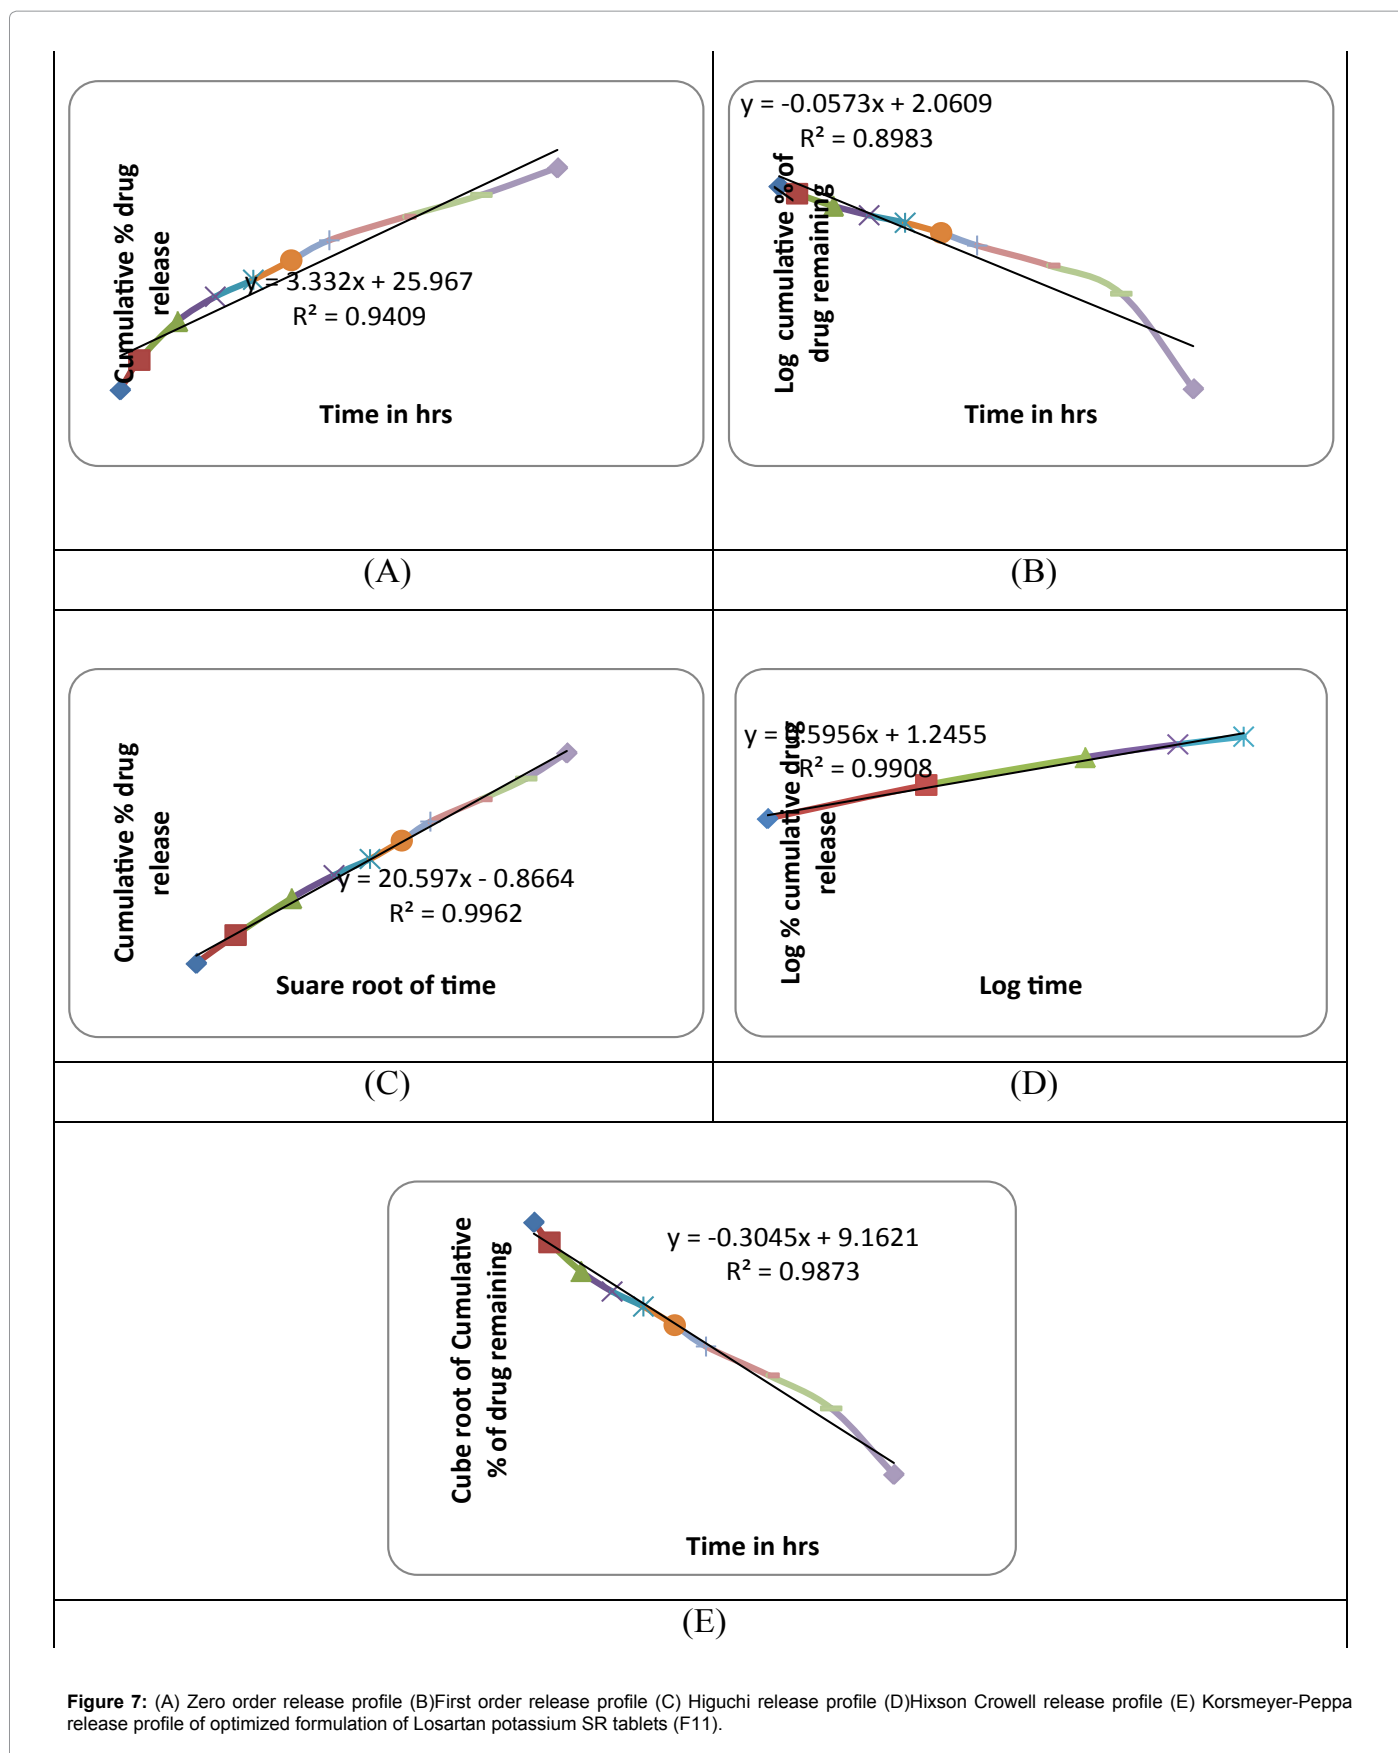 y = -0.0573x + 2.0609
R² = 0.8983
Cumulative % drug
release
y = 3.332x + 25.967
R² = 0.9409
Time in hrs
Log cumulative % of
drug remaining
Time in hrs
(A)
(B)
Cumulative % drug
release
y = 20.597x - 0.8664
R² = 0.9962
Suare root of time
y = 0.5956x + 1.2455
R² = 0.9908
Log % cumulative drug
release
Log time
(C)
(D)
Cube root of Cumulative
% of drug remaining
y = -0.3045x + 9.1621
R² = 0.9873
Time in hrs
(E)
Figure 7: (A) Zero order release profile (B)First order release profile (C) Higuchi release profile (D)Hixson Crowell release profile (E) Korsmeyer-Peppa
release profile of optimized formulation of Losartan potassium SR tablets (F11).